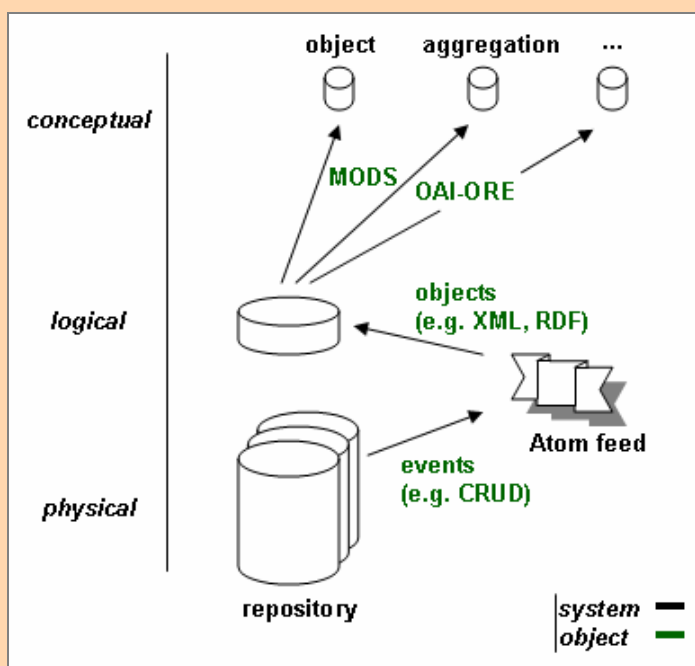 object
aggregation
...
conceptual
MODS
OAI-ORE
objects
(e.g. XML, RDF)
logical
Atom feed
events
(e.g. CRUD)
physical
repository
system
object